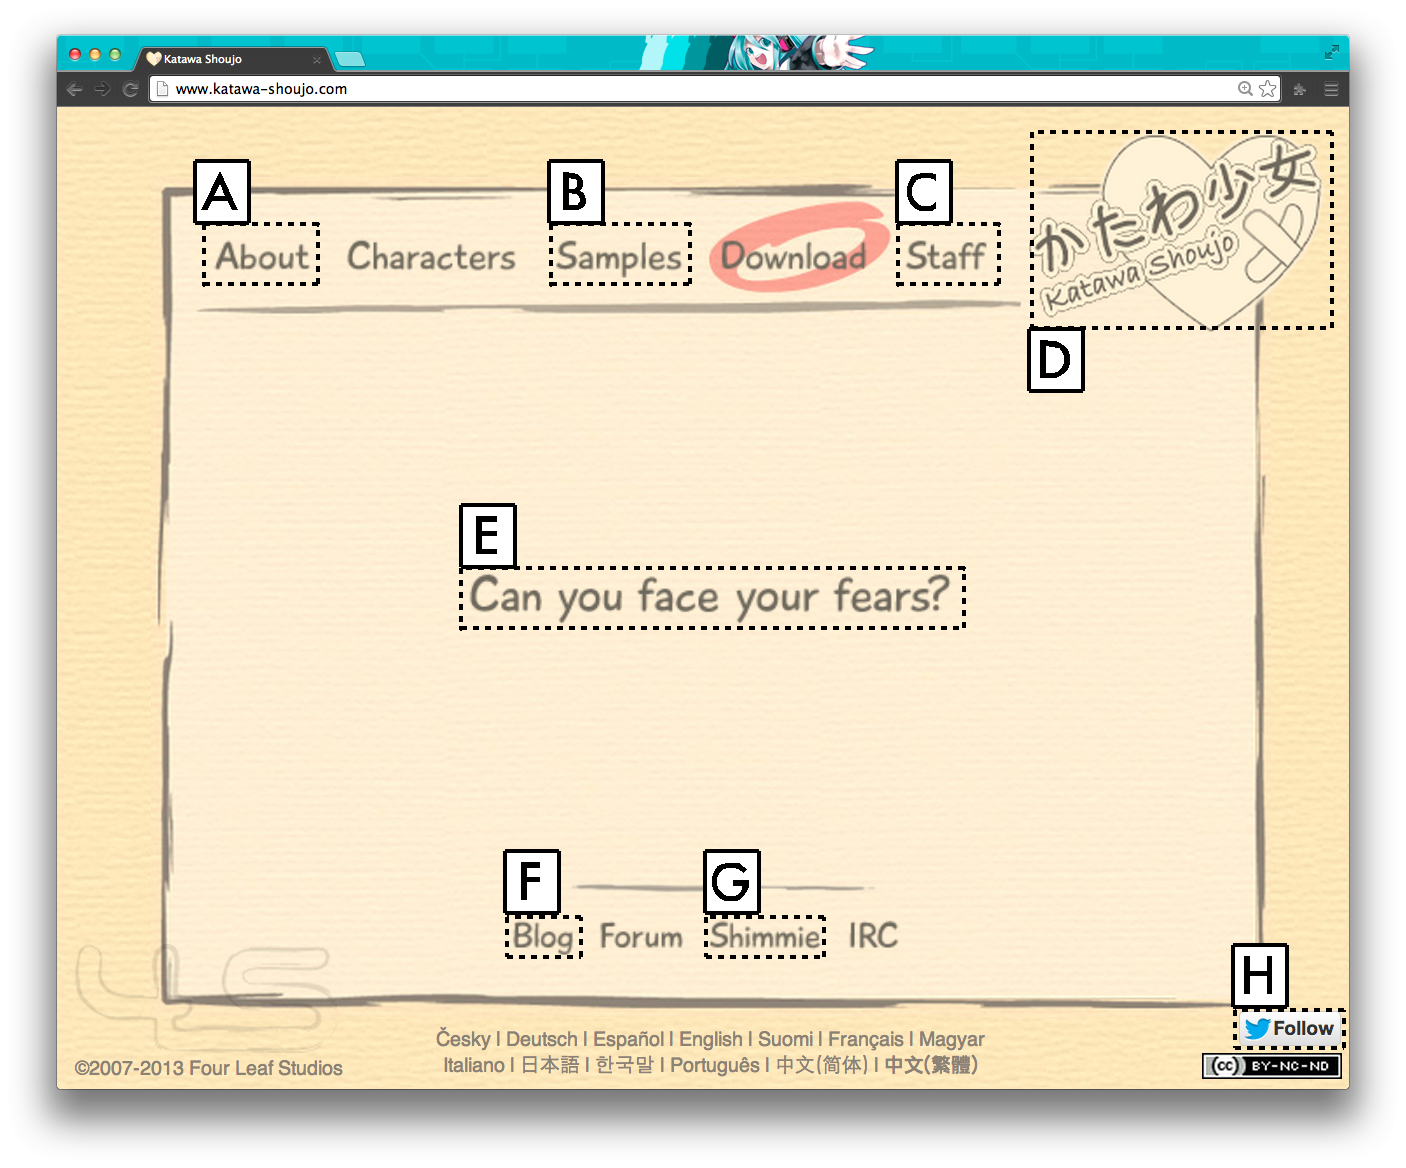 Katawa Shoujo
www.katawa-shoujo.com
A
B
C
About
Characters
Samples
Download
Staff
かたわ少女
Katawa Shoujo
D
E
Can you face your fears?
F
G
Blog
Forum
Shimmie
IRC
H
4LS
Follow
Česky | Deutsch | Español | English | Suomi | Français | Magyar
Italiano | 日本語 | 한국말 | Português | 中文(简体) | 中文(繁體)
©2007-2013 Four Leaf Studios
cc BY-NC-ND